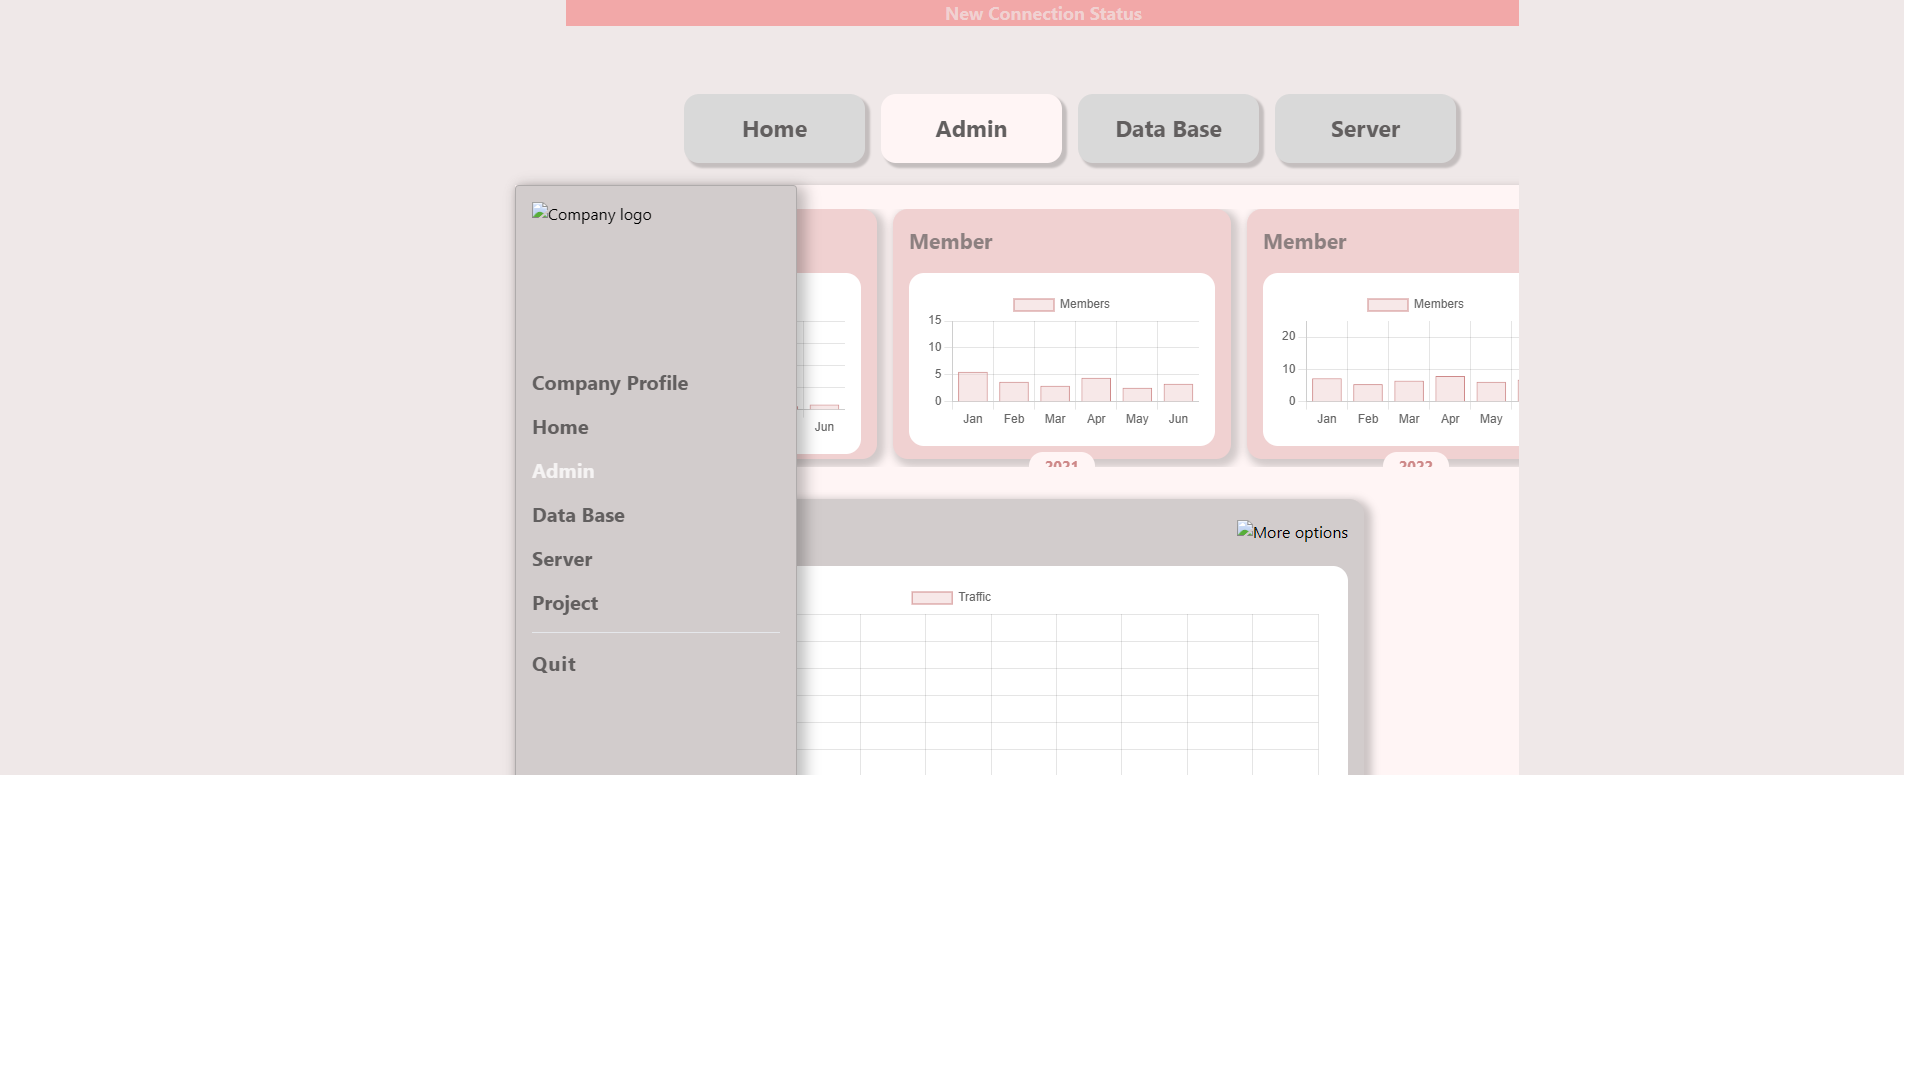 New Connection Status
Home
Admin
Data Base
Server
Company logo
Company Profile
Home
Admin
Data Base
Server
Project
Quit
Jun
Member
Members
15
10
5
0
Jan Feb Mar Apr May Jun
2021
Member
Members
20
10
0
Jan Feb Mar Apr May
2022
More options
Traffic